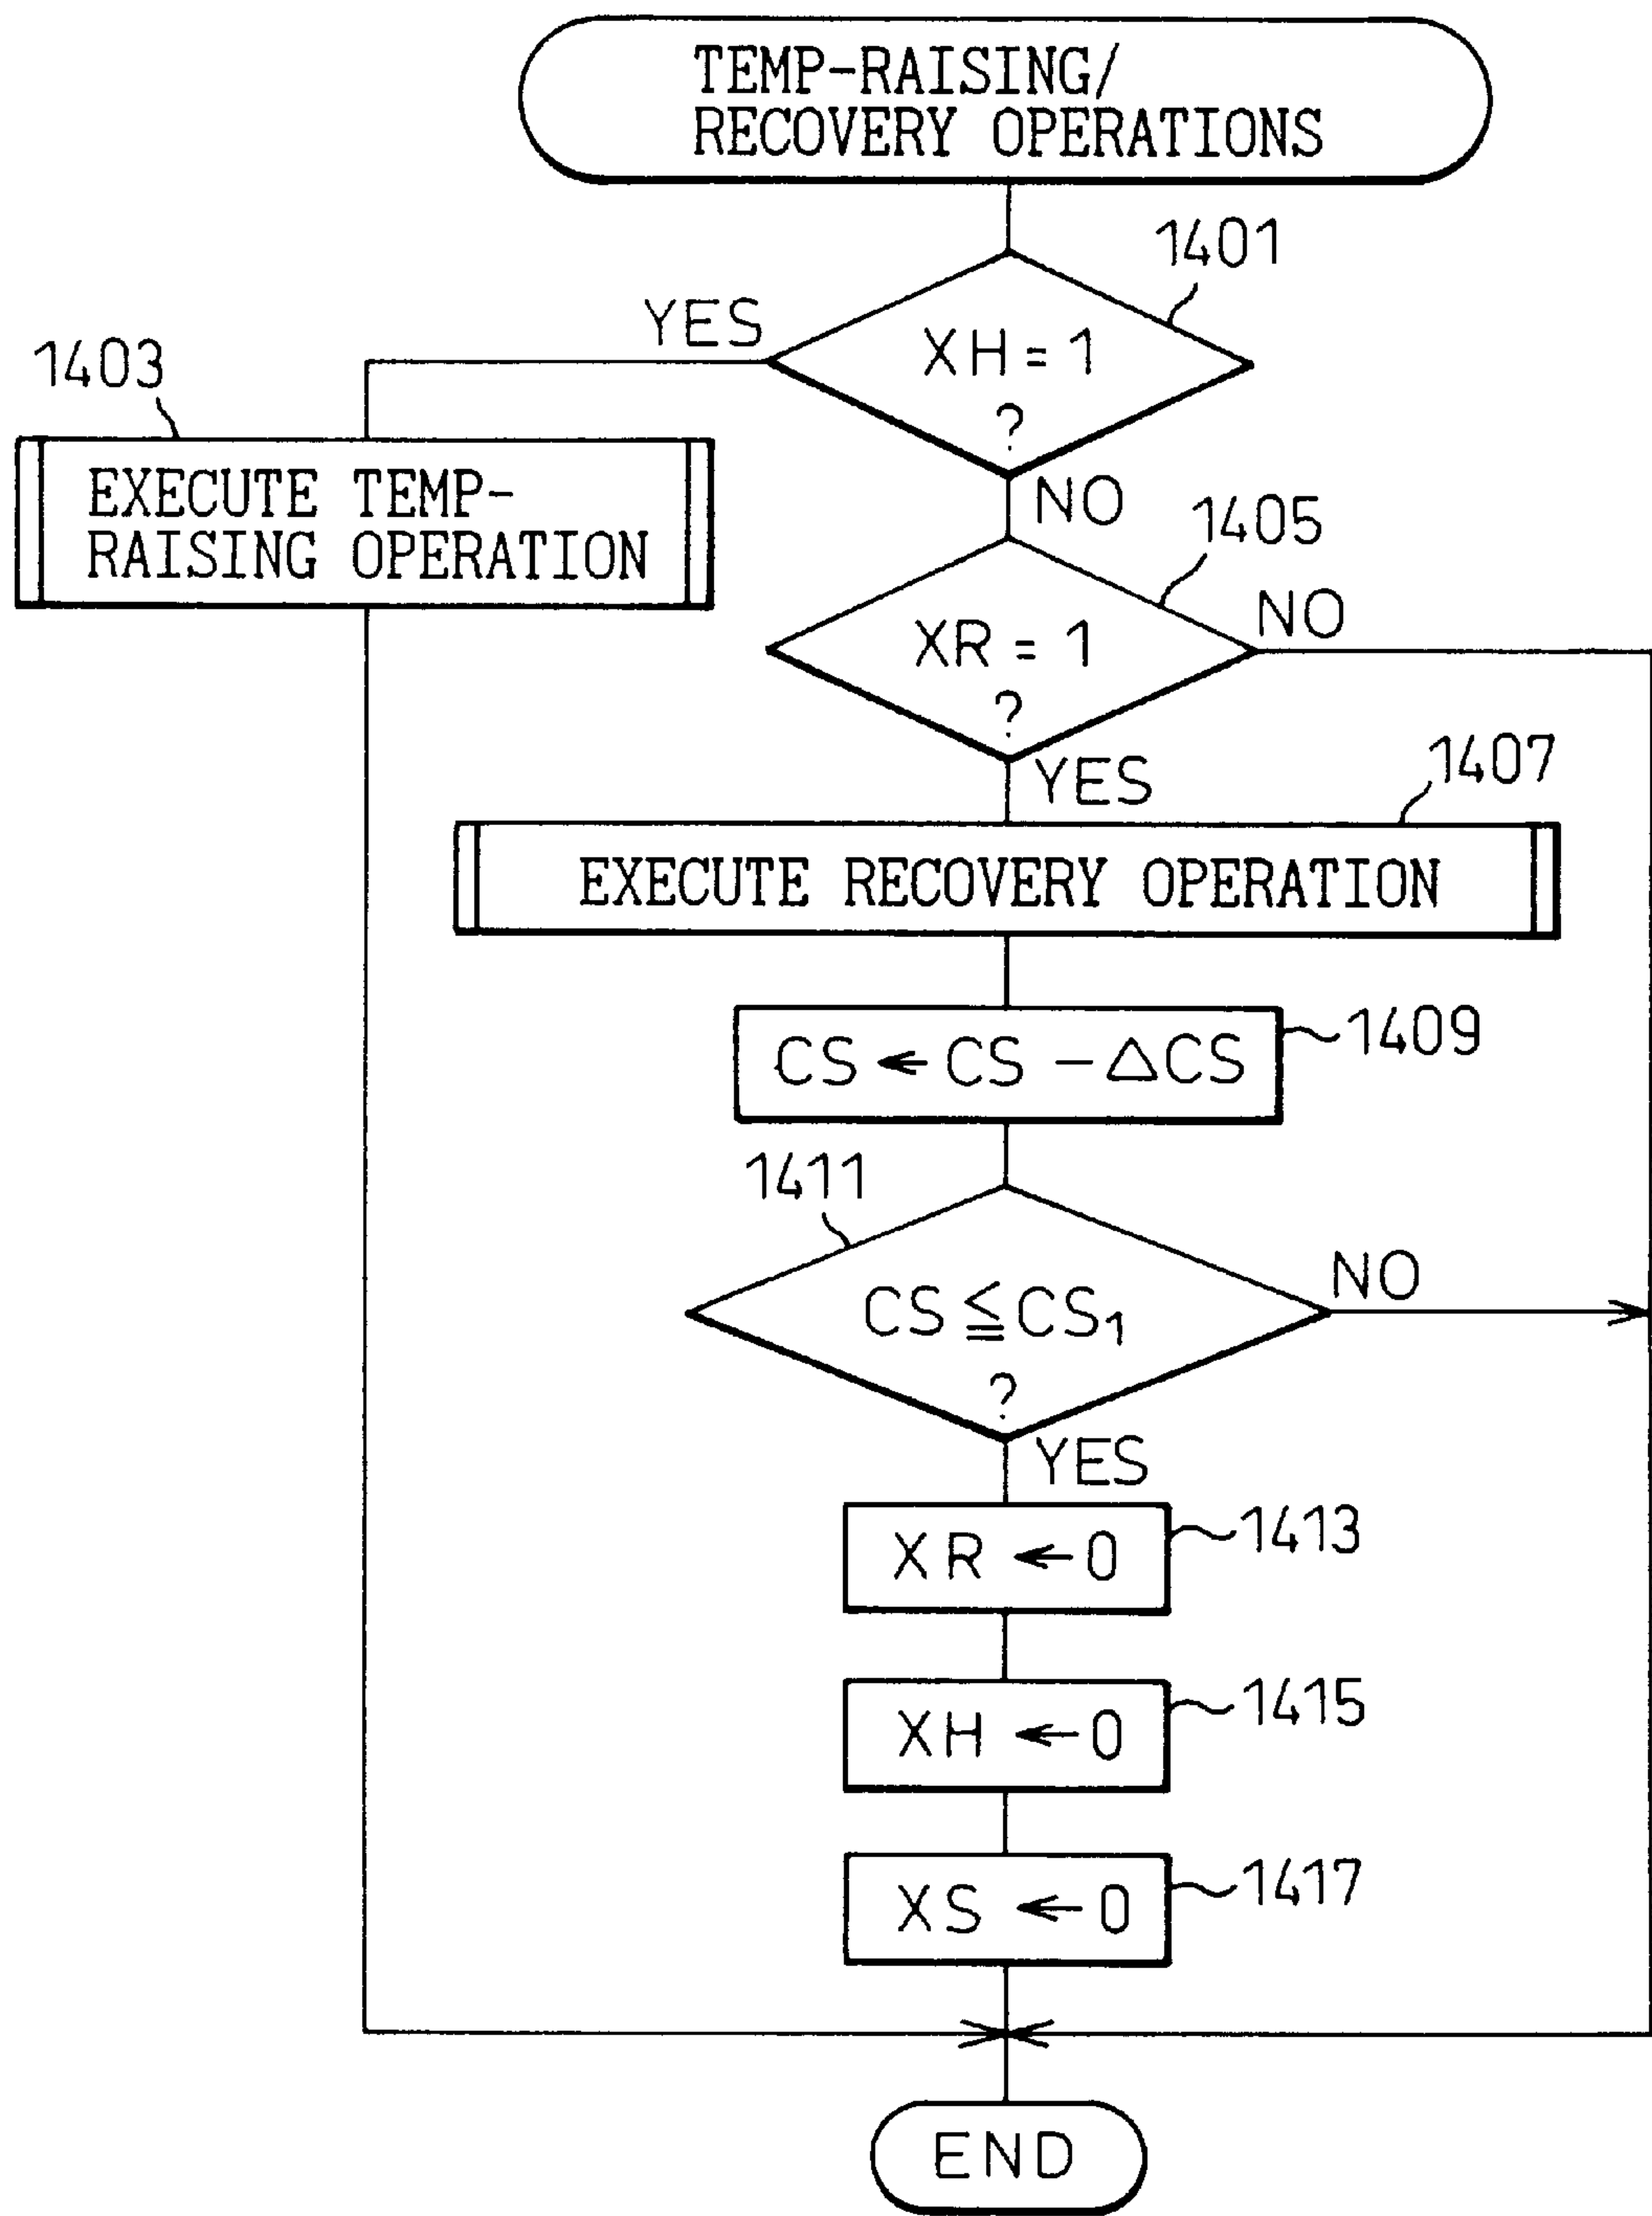 TEMP-RAISING/
RECOVERY OPERATIONS
1401
YES
XH = 1
?
1403
EXECUTE TEMP-
RAISING OPERATION
NO
1405
XR = 1
?
NO
YES
1407
EXECUTE RECOVERY OPERATION
CS ← CS − △CS
1409
1411
CS ≦ CS₁
?
NO
YES
XR ← 0
1413
XH ← 0
1415
XS ← 0
1417
END